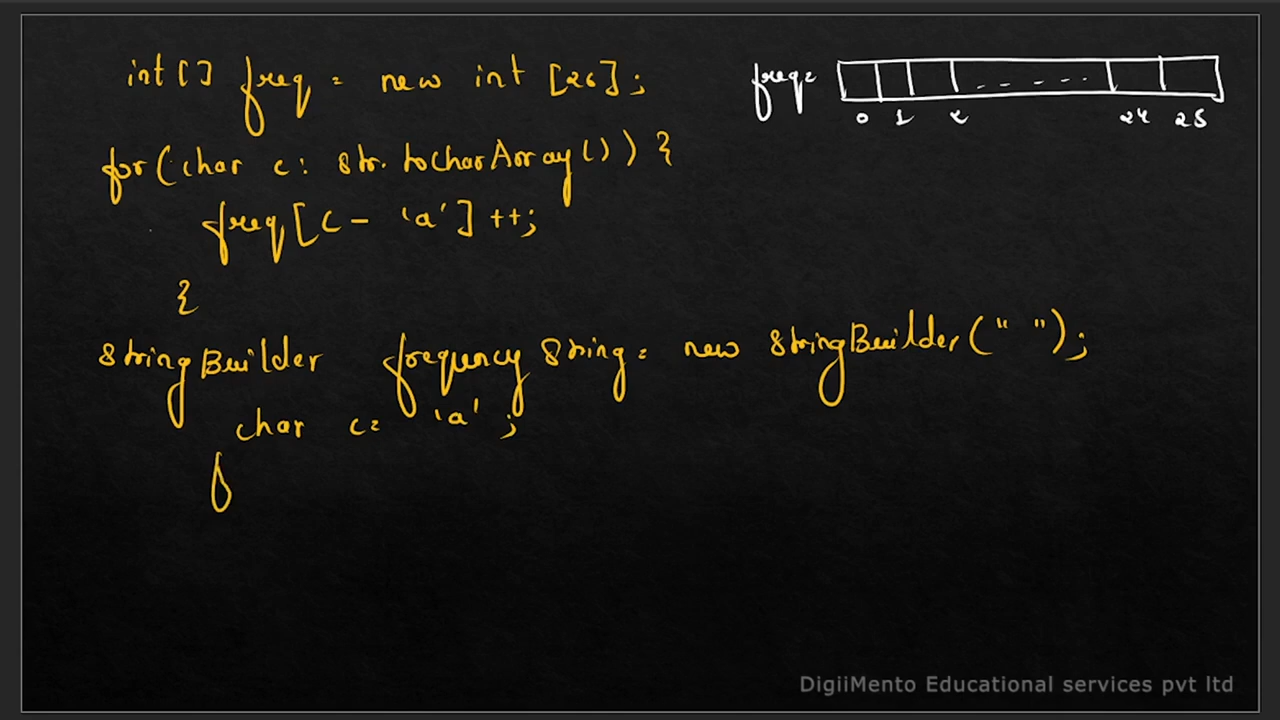 int[] freq = new int [26];
freq=
0 1 2 24 25
for(char c: str.toCharArray()) {
freq[c - 'a']++;
}
StringBuilder frequencyString = new StringBuilder(" ");
char c= 'a';
DigiiMento Educational services pvt ltd